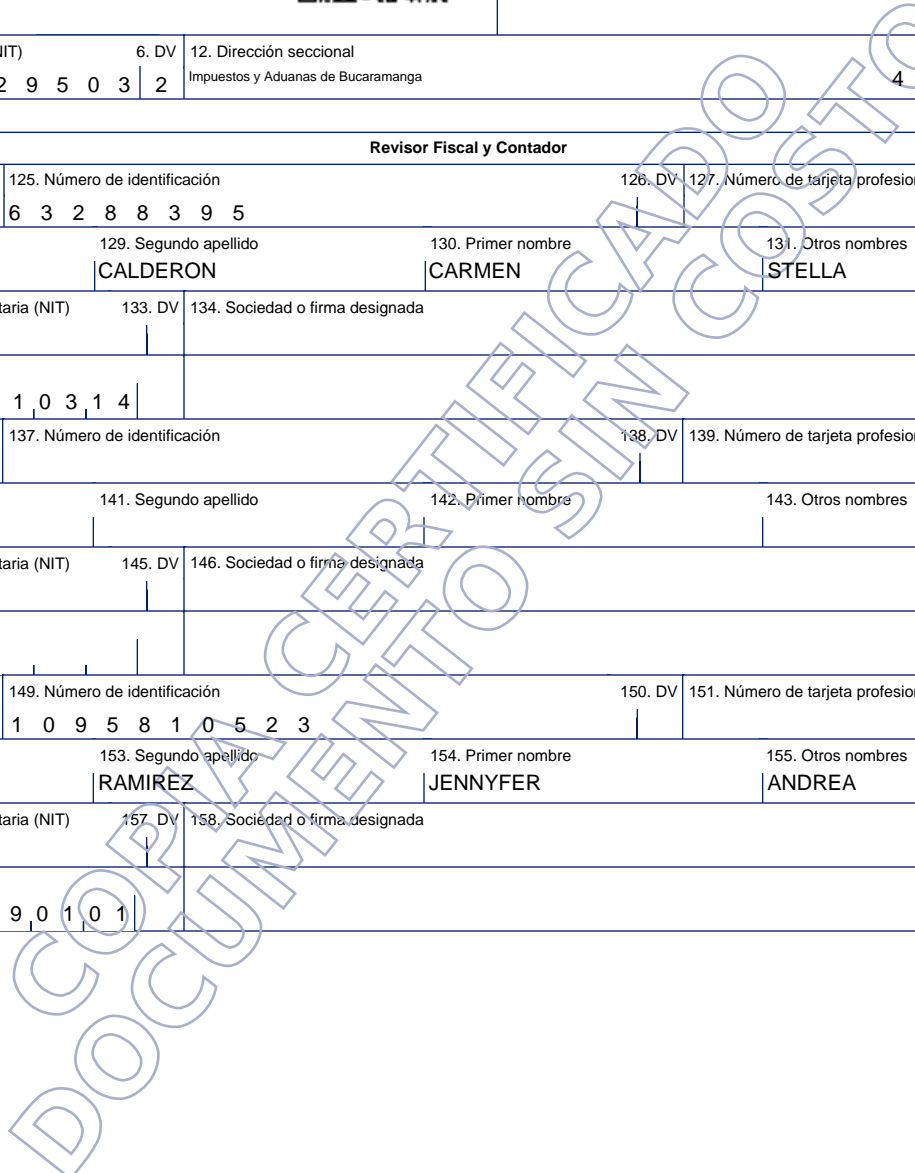 NIT) 6. DV 12. Dirección seccional
2 9 5 0 3 2 Impuestos y Aduanas de Bucaramanga 4
Revisor Fiscal y Contador
125. Número de identificación 126. DV 127. Número de tarjeta profesion
6 3 2 8 8 3 9 5
129. Segundo apellido 130. Primer nombre 131. Otros nombres
CALDERON CARMEN STELLA
taria (NIT) 133. DV 134. Sociedad o firma designada
1 0 3 1 4
137. Número de identificación 138. DV 139. Número de tarjeta profesion
141. Segundo apellido 142. Primer nombre 143. Otros nombres
taria (NIT) 145. DV 146. Sociedad o firma designada
149. Número de identificación 150. DV 151. Número de tarjeta profesion
1 0 9 5 8 1 0 5 2 3
153. Segundo apellido 154. Primer nombre 155. Otros nombres
RAMIREZ JENNYFER ANDREA
taria (NIT) 157. DV 158. Sociedad o firma designada
9 0 1 0 1
COPIA CERTIFICADO
DOCUMENTO SIN COSTO